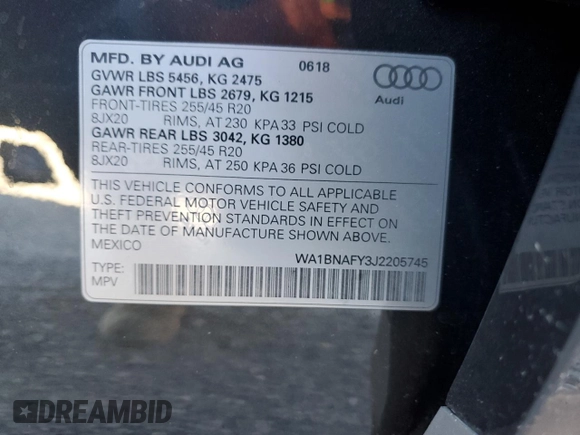 MFD. BY AUDI AG 0618
GVWR LBS 5456, KG 2475
GAWR FRONT LBS 2679, KG 1215
FRONT-TIRES 255/45 R20
8JX20 RIMS, AT 230 KPA 33 PSI COLD
GAWR REAR LBS 3042, KG 1380
REAR-TIRES 255/45 R20
8JX20 RIMS, AT 250 KPA 36 PSI COLD
Audi
THIS VEHICLE CONFORMS TO ALL APPLICABLE
U.S. FEDERAL MOTOR VEHICLE SAFETY AND
THEFT PREVENTION STANDARDS IN EFFECT ON
THE DATE OF MANUFACTURE SHOWN ABOVE.
MEXICO
WA1BNAFY3J2205745
TYPE:
MPV
DREAMBID